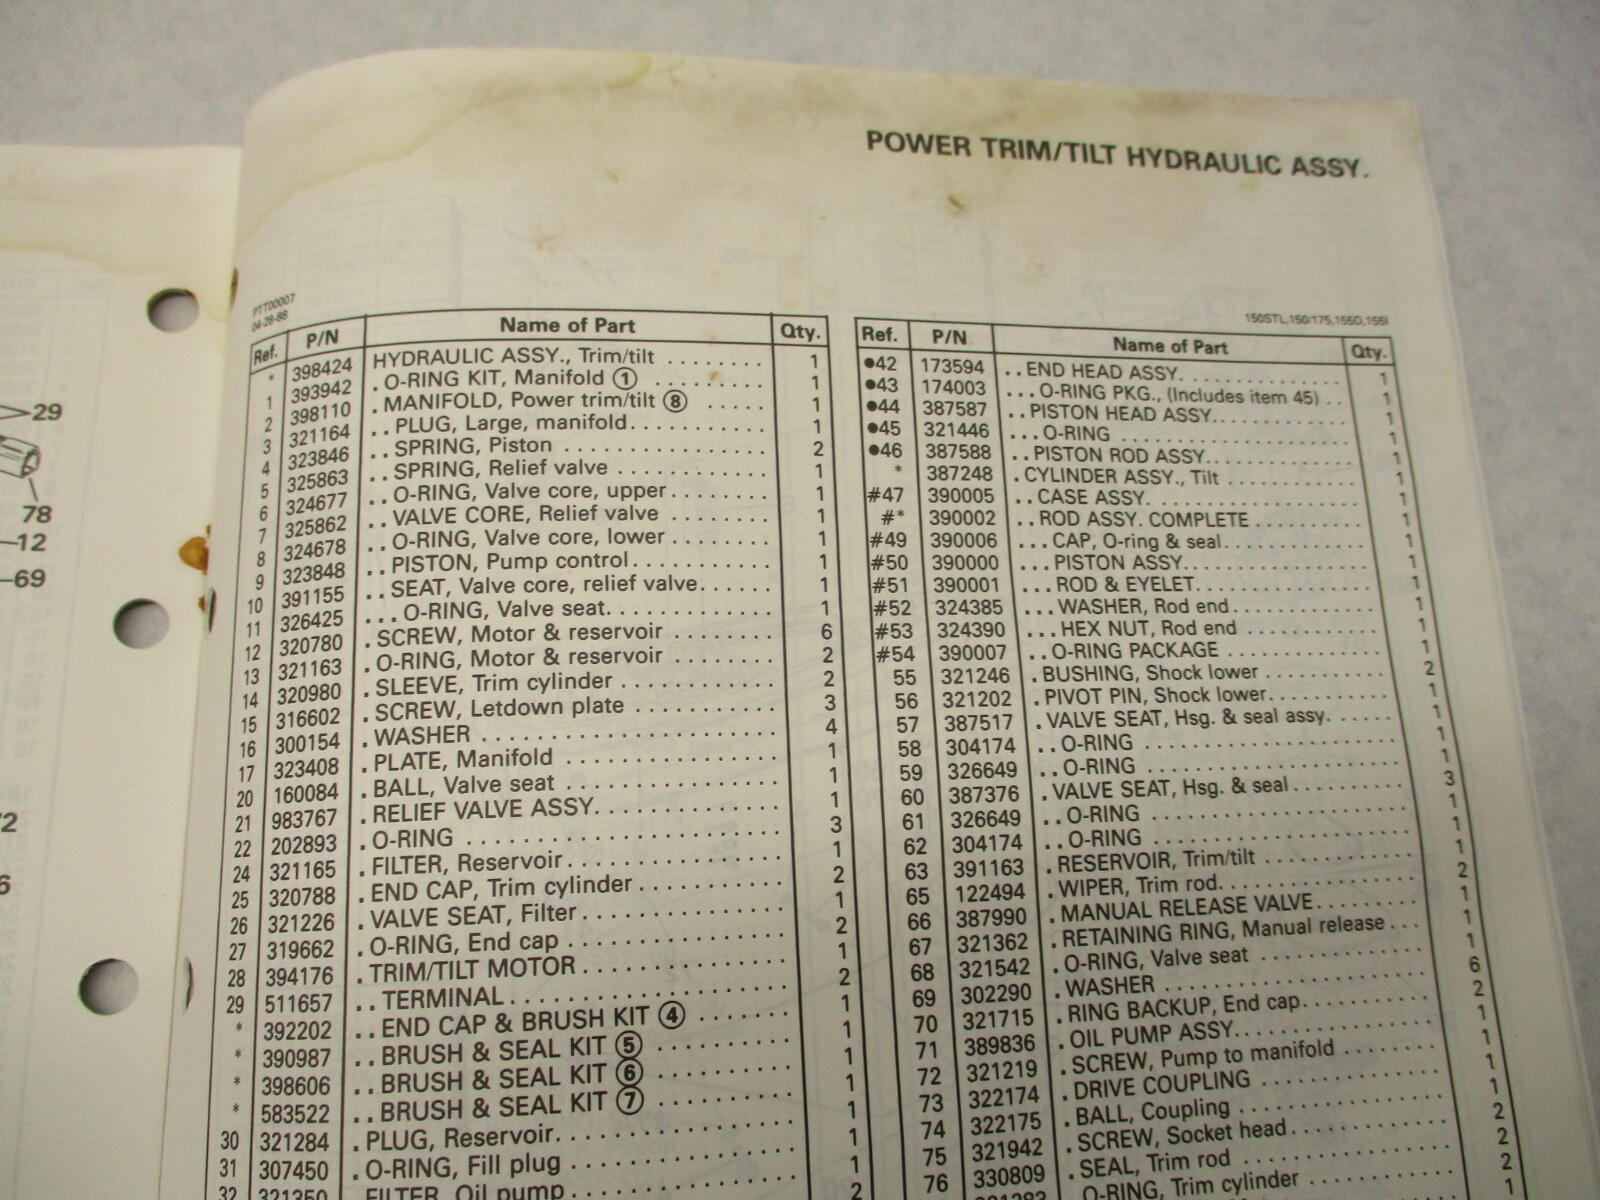 POWER TRIM/TILT HYDRAULIC ASSY.
PTT00007
04-28-88
Ref. P/N Name of Part Qty.
* 398424 HYDRAULIC ASSY., Trim/tilt ........ 1
1 393942 . O-RING KIT, Manifold ① ......... 1
2 398110 . MANIFOLD, Power trim/tilt ⑧ ..... 1
3 321164 .. PLUG, Large, manifold........... 1
4 323846 .. SPRING, Piston ................. 2
5 325863 .. SPRING, Relief valve ............ 1
6 324677 .. O-RING, Valve core, upper........ 1
7 325862 .. VALVE CORE, Relief valve ........ 1
8 324678 .. O-RING, Valve core, lower........ 1
9 323848 .. PISTON, Pump control........... 1
10 391155 .. SEAT, Valve core, relief valve...... 1
11 326425 ... O-RING, Valve seat............. 1
12 320780 . SCREW, Motor & reservoir ........ 6
13 321163 . O-RING, Motor & reservoir ........ 2
14 320980 . SLEEVE, Trim cylinder ............ 2
15 316602 . SCREW, Letdown plate ........... 3
16 300154 . WASHER ....................... 4
17 323408 . PLATE, Manifold ................ 1
20 160084 . BALL, Valve seat ................ 1
21 983767 . RELIEF VALVE ASSY.............. 1
22 202893 . O-RING ........................ 3
24 321165 . FILTER, Reservoir................ 1
25 320788 . END CAP, Trim cylinder ........... 2
26 321226 . VALVE SEAT, Filter............... 1
27 319662 . O-RING, End cap ................ 2
28 394176 . TRIM/TILT MOTOR............... 1
29 511657 .. TERMINAL..................... 2
* 392202 .. END CAP & BRUSH KIT ④ ....... 1
* 390987 .. BRUSH & SEAL KIT ⑤ .......... 1
* 398606 .. BRUSH & SEAL KIT ⑥ .......... 1
* 583522 .. BRUSH & SEAL KIT ⑦ .......... 1
30 321284 . PLUG, Reservoir................. 1
31 307450 . O-RING, Fill plug ................ 1
32 321350 . FILTER, Oil pump ................ 2
150STL,150/175,155D,155I
Ref. P/N Name of Part Qty.
●42 173594 .. END HEAD ASSY............... 1
●43 174003 ... O-RING PKG., (Includes item 45) .. 1
●44 387587 .. PISTON HEAD ASSY............. 1
●45 321446 ... O-RING ...................... 1
●46 387588 .. PISTON ROD ASSY.............. 1
* 387248 . CYLINDER ASSY., Tilt ............ 1
#47 390005 .. CASE ASSY. ................... 1
#* 390002 .. ROD ASSY. COMPLETE .......... 1
#49 390006 ... CAP, O-ring & seal............. 1
#50 390000 ... PISTON ASSY................. 1
#51 390001 ... ROD & EYELET................ 1
#52 324385 ... WASHER, Rod end............. 1
#53 324390 ... HEX NUT, Rod end ............ 1
#54 390007 .. O-RING PACKAGE .............. 1
55 321246 . BUSHING, Shock lower .......... 2
56 321202 . PIVOT PIN, Shock lower.......... 1
57 387517 . VALVE SEAT, Hsg. & seal assy...... 1
58 304174 .. O-RING ...................... 1
59 326649 .. O-RING ...................... 1
60 387376 . VALVE SEAT, Hsg. & seal ......... 3
61 326649 .. O-RING ...................... 1
62 304174 .. O-RING ...................... 1
63 391163 . RESERVOIR, Trim/tilt ............ 1
65 122494 . WIPER, Trim rod................ 2
66 387990 . MANUAL RELEASE VALVE......... 1
67 321362 . RETAINING RING, Manual release ... 1
68 321542 . O-RING, Valve seat ............. 1
69 302290 . WASHER ...................... 6
70 321715 . RING BACKUP, End cap........... 2
71 389836 . OIL PUMP ASSY................. 1
72 321219 . SCREW, Pump to manifold ........ 1
73 322174 . DRIVE COUPLING ............... 1
74 322175 . BALL, Coupling ................. 1
75 321942 . SCREW, Socket head............. 2
76 330809 . SEAL, Trim rod ................. 2
. O-RING, Trim cylinder ............ 2
1
29
78
12
69